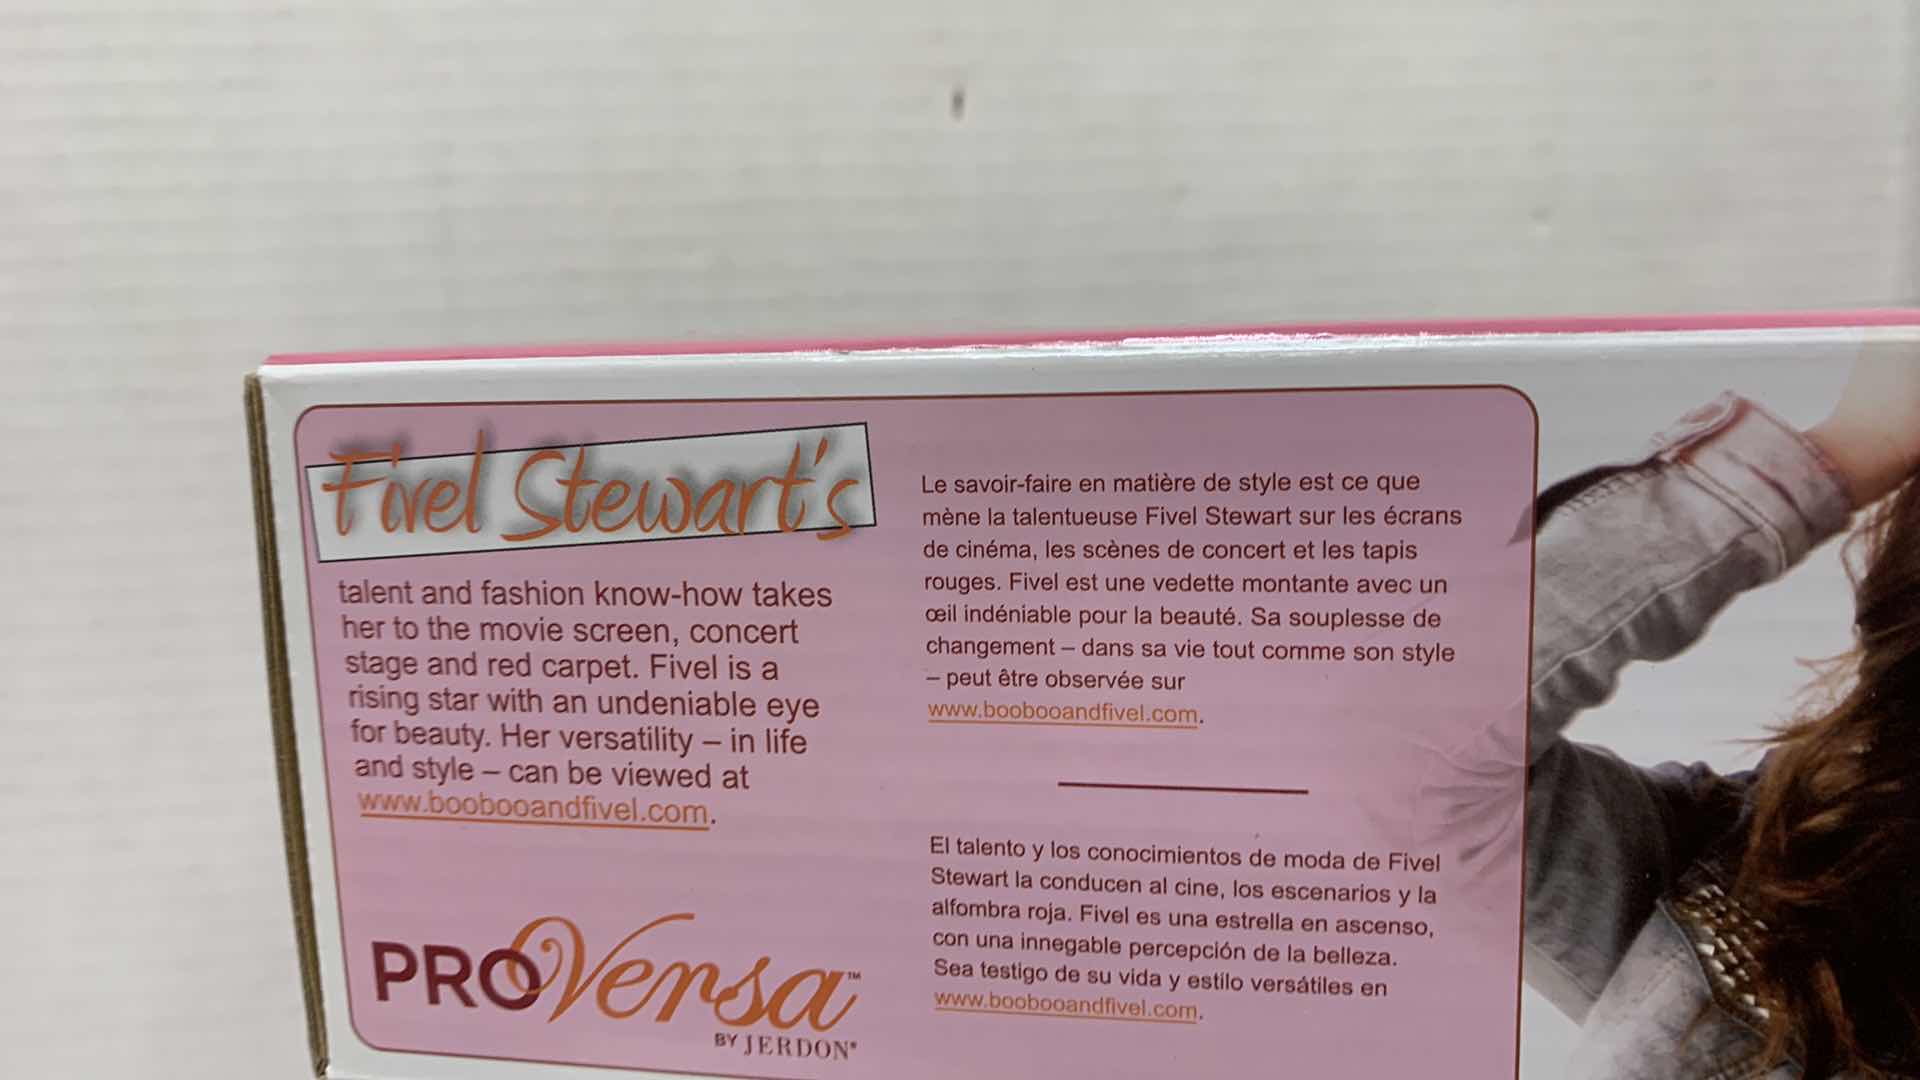 Fivel Stewart's
talent and fashion know-how takes
her to the movie screen, concert
stage and red carpet. Fivel is a
rising star with an undeniable eye
for beauty. Her versatility – in life
and style – can be viewed at
www.boobooandfivel.com.
PROVersa™
BY JERDON®
Le savoir-faire en matière de style est ce que
mène la talentueuse Fivel Stewart sur les écrans
de cinéma, les scènes de concert et les tapis
rouges. Fivel est une vedette montante avec un
œil indéniable pour la beauté. Sa souplesse de
changement – dans sa vie tout comme son style
– peut être observée sur
www.boobooandfivel.com.
El talento y los conocimientos de moda de Fivel
Stewart la conducen al cine, los escenarios y la
alfombra roja. Fivel es una estrella en ascenso,
con una innegable percepción de la belleza.
Sea testigo de su vida y estilo versátiles en
www.boobooandfivel.com.